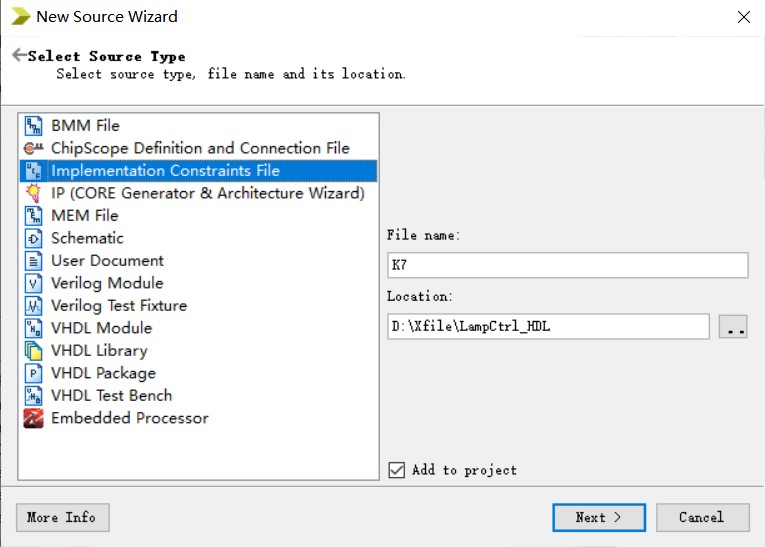 New Source Wizard
Select Source Type
Select source type, file name and its location.
BMM File
ChipScope Definition and Connection File
Implementation Constraints File
IP (CORE Generator & Architecture Wizard)
MEM File
Schematic
User Document
Verilog Module
Verilog Test Fixture
VHDL Module
VHDL Library
VHDL Package
VHDL Test Bench
Embedded Processor
File name:
K7
Location:
D:\Xfile\LampCtrl_HDL
..
Add to project
More Info
Next >
Cancel